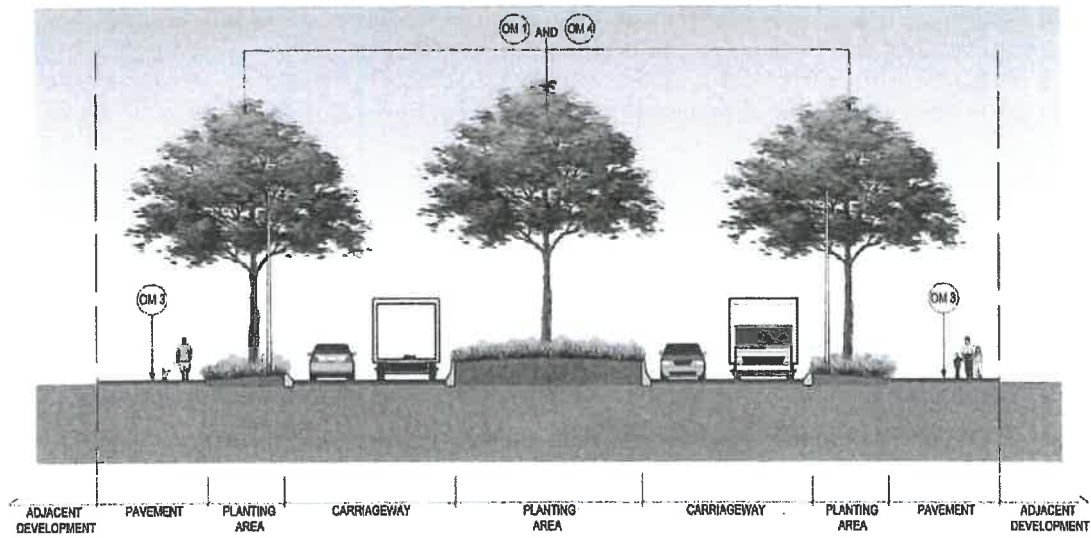 OM 1 AND OM 4
OM 3
OM 3
ADJACENT
DEVELOPMENT
PAVEMENT
PLANTING
AREA
CARRIAGEWAY
PLANTING
AREA
CARRIAGEWAY
PLANTING
AREA
PAVEMENT
ADJACENT
DEVELOPMENT